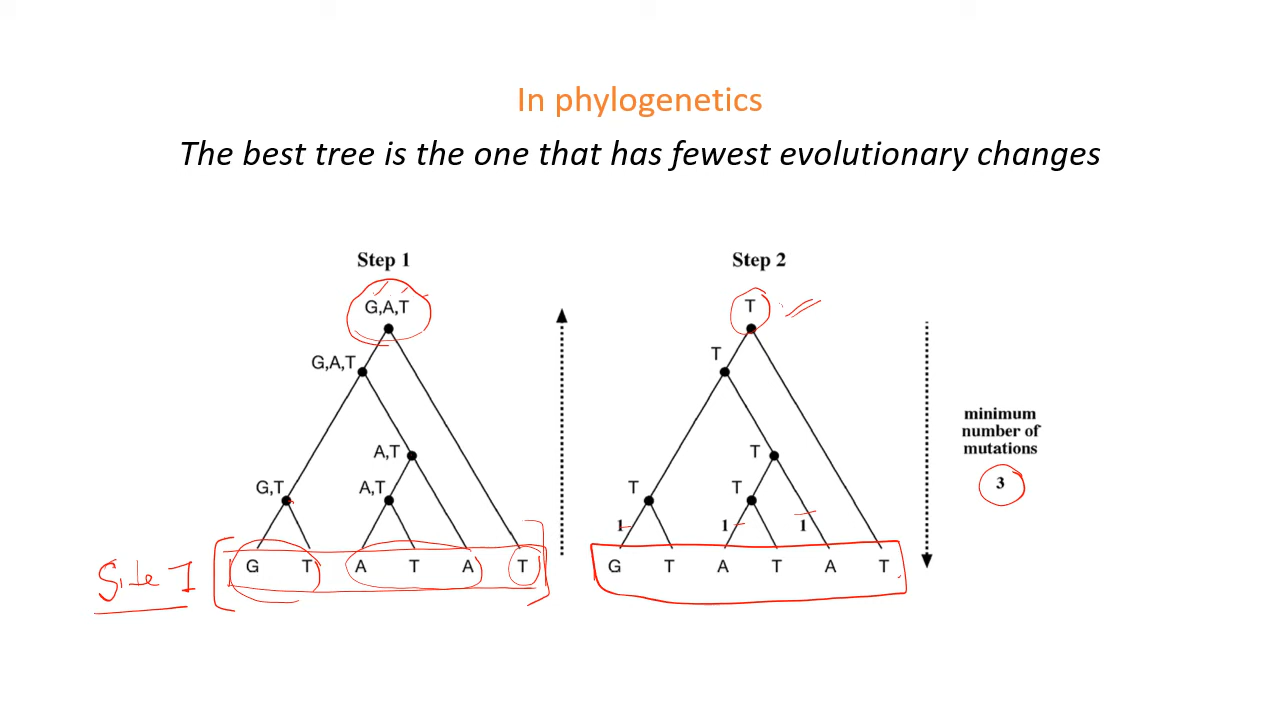 In phylogenetics
The best tree is the one that has fewest evolutionary changes
Step 1
G,A,T
G,A,T
A,T
G,T
A,T
Site 1
G T A T A T
Step 2
T
T
T
T
T
1
1
1
G T A T A T
minimum
number of
mutations
3